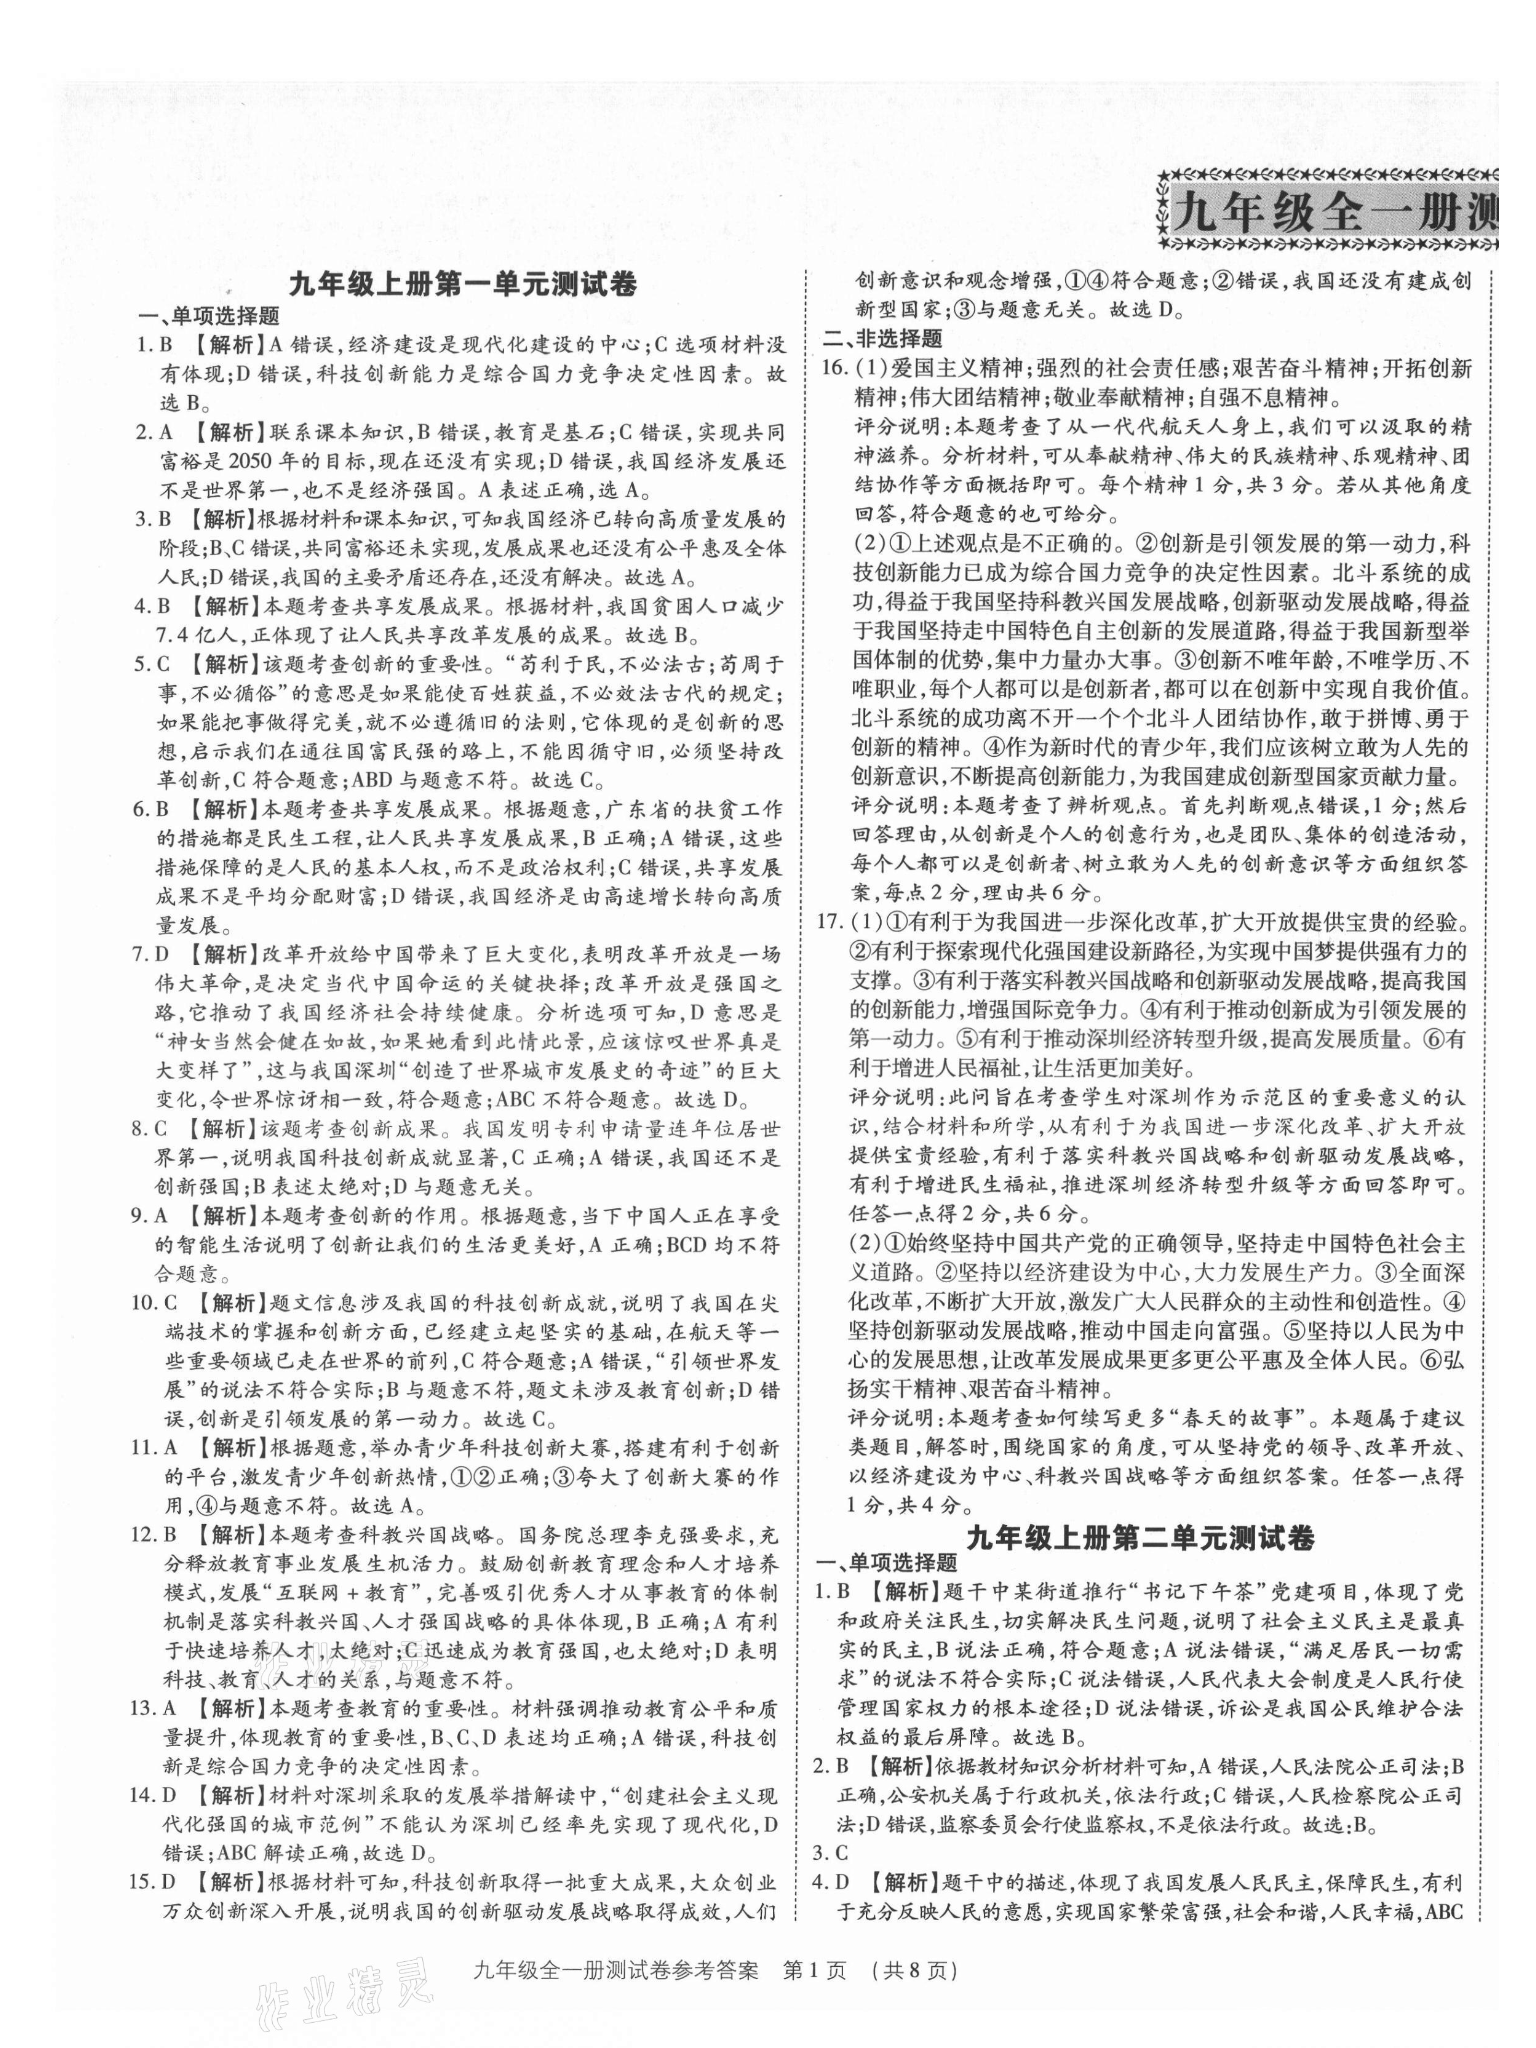 九年级全一册测
九年级上册第一单元测试卷
一、单项选择题
1. B 【解析】A 错误,经济建设是现代化建设的中心;C 选项材料没
有体现;D 错误,科技创新能力是综合国力竞争决定性因素。故
选 B。
2. A 【解析】联系课本知识,B 错误,教育是基石;C 错误,实现共同
富裕是 2050 年的目标,现在还没有实现;D 错误,我国经济发展还
不是世界第一,也不是经济强国。A 表述正确,选 A。
3. B 【解析】根据材料和课本知识,可知我国经济已转向高质量发展的
阶段;B、C 错误,共同富裕还未实现,发展成果也还没有公平惠及全体
人民;D 错误,我国的主要矛盾还存在,还没有解决。故选 A。
4. B 【解析】本题考查共享发展成果。根据材料,我国贫困人口减少
7.4 亿人,正体现了让人民共享改革发展的成果。故选 B。
5. C 【解析】该题考查创新的重要性。“苟利于民,不必法古;苟周于
事,不必循俗”的意思是如果能使百姓获益,不必效法古代的规定;
如果能把事做得完美,就不必遵循旧的法则,它体现的是创新的思
想,启示我们在通往国富民强的路上,不能因循守旧,必须坚持改
革创新,C 符合题意;ABD 与题意不符。故选 C。
6. B 【解析】本题考查共享发展成果。根据题意,广东省的扶贫工作
的措施都是民生工程,让人民共享发展成果,B 正确;A 错误,这些
措施保障的是人民的基本人权,而不是政治权利;C 错误,共享发展
成果不是平均分配财富;D 错误,我国经济是由高速增长转向高质
量发展。
7. D 【解析】改革开放给中国带来了巨大变化,表明改革开放是一场
伟大革命,是决定当代中国命运的关键抉择;改革开放是强国之
路,它推动了我国经济社会持续健康。分析选项可知,D 意思是
“神女当然会健在如故,如果她看到此情此景,应该惊叹世界真是
大变样了”,这与我国深圳“创造了世界城市发展史的奇迹”的巨大
变化,令世界惊讶相一致,符合题意;ABC 不符合题意。故选 D。
8. C 【解析】该题考查创新成果。我国发明专利申请量连年位居世
界第一,说明我国科技创新成就显著,C 正确;A 错误,我国还不是
创新强国;B 表述太绝对;D 与题意无关。
9. A 【解析】本题考查创新的作用。根据题意,当下中国人正在享受
的智能生活说明了创新让我们的生活更美好,A 正确;BCD 均不符
合题意。
10. C 【解析】题文信息涉及我国的科技创新成就,说明了我国在尖
端技术的掌握和创新方面,已经建立起坚实的基础,在航天等一
些重要领域已走在世界的前列,C 符合题意;A 错误,“引领世界发
展”的说法不符合实际;B 与题意不符,题文未涉及教育创新;D 错
误,创新是引领发展的第一动力。故选 C。
11. A 【解析】根据题意,举办青少年科技创新大赛,搭建有利于创新
的平台,激发青少年创新热情,①②正确;③夸大了创新大赛的作
用,④与题意不符。故选 A。
12. B 【解析】本题考查科教兴国战略。国务院总理李克强要求,充
分释放教育事业发展生机活力。鼓励创新教育理念和人才培养
模式,发展“互联网 + 教育”,完善吸引优秀人才从事教育的体制
机制是落实科教兴国、人才强国战略的具体体现,B 正确;A 有利
于快速培养人才,太绝对;C 迅速成为教育强国,也太绝对;D 表明
科技、教育、人才的关系,与题意不符。
13. A 【解析】本题考查教育的重要性。材料强调推动教育公平和质
量提升,体现教育的重要性,B、C、D 表述均正确;A 错误,科技创
新是综合国力竞争的决定性因素。
14. D 【解析】材料对深圳采取的发展举措解读中,“创建社会主义现
代化强国的城市范例”不能认为深圳已经率先实现了现代化,D
错误;ABC 解读正确,故选 D。
15. D 【解析】根据材料可知,科技创新取得一批重大成果,大众创业
万众创新深入开展,说明我国的创新驱动发展战略取得成效,人们
创新意识和观念增强,①④符合题意;②错误,我国还没有建成创
新型国家;③与题意无关。故选 D。
二、非选择题
16. (1)爱国主义精神;强烈的社会责任感;艰苦奋斗精神;开拓创新
精神;伟大团结精神;敬业奉献精神;自强不息精神。
评分说明:本题考查了从一代代航天人身上,我们可以汲取的精
神滋养。分析材料,可从奉献精神、伟大的民族精神、乐观精神、团
结协作等方面概括即可。每个精神 1 分,共 3 分。若从其他角度
回答,符合题意的也可给分。
(2)①上述观点是不正确的。②创新是引领发展的第一动力,科
技创新能力已成为综合国力竞争的决定性因素。北斗系统的成
功,得益于我国坚持科教兴国发展战略,创新驱动发展战略,得益
于我国坚持走中国特色自主创新的发展道路,得益于我国新型举
国体制的优势,集中力量办大事。③创新不唯年龄,不唯学历、不
唯职业,每个人都可以是创新者,都可以在创新中实现自我价值。
北斗系统的成功离不开一个个北斗人团结协作,敢于拼搏、勇于
创新的精神。④作为新时代的青少年,我们应该树立敢为人先的
创新意识,不断提高创新能力,为我国建成创新型国家贡献力量。
评分说明:本题考查了辨析观点。首先判断观点错误,1 分;然后
回答理由,从创新是个人的创意行为,也是团队、集体的创造活动,
每个人都可以是创新者、树立敢为人先的创新意识等方面组织答
案,每点 2 分,理由共 6 分。
17. (1)①有利于为我国进一步深化改革,扩大开放提供宝贵的经验。
②有利于探索现代化强国建设新路径,为实现中国梦提供强有力的
支撑。③有利于落实科教兴国战略和创新驱动发展战略,提高我国
的创新能力,增强国际竞争力。④有利于推动创新成为引领发展的
第一动力。⑤有利于推动深圳经济转型升级,提高发展质量。⑥有
利于增进人民福祉,让生活更加美好。
评分说明:此问旨在考查学生对深圳作为示范区的重要意义的认
识,结合材料和所学,从有利于为我国进一步深化改革、扩大开放
提供宝贵经验,有利于落实科教兴国战略和创新驱动发展战略,
有利于增进民生福祉,推进深圳经济转型升级等方面回答即可。
任答一点得 2 分,共 6 分。
(2)①始终坚持中国共产党的正确领导,坚持走中国特色社会主
义道路。②坚持以经济建设为中心,大力发展生产力。③全面深
化改革,不断扩大开放,激发广大人民群众的主动性和创造性。④
坚持创新驱动发展战略,推动中国走向富强。⑤坚持以人民为中
心的发展思想,让改革发展成果更多更公平惠及全体人民。⑥弘
扬实干精神、艰苦奋斗精神。
评分说明:本题考查如何续写更多“春天的故事”。本题属于建议
类题目,解答时,围绕国家的角度,可从坚持党的领导、改革开放、
以经济建设为中心、科教兴国战略等方面组织答案。任答一点得
1 分,共 4 分。
九年级上册第二单元测试卷
一、单项选择题
1. B 【解析】题干中某街道推行“书记下午茶”党建项目,体现了党
和政府关注民生,切实解决民生问题,说明了社会主义民主是最真
实的民主,B 说法正确,符合题意;A 说法错误,“满足居民一切需
求”的说法不符合实际;C 说法错误,人民代表大会制度是人民行使
管理国家权力的根本途径;D 说法错误,诉讼是我国公民维护合法
权益的最后屏障。故选 B。
2. B 【解析】依据教材知识分析材料可知,A 错误,人民法院公正司法;B
正确,公安机关属于行政机关,依法行政;C 错误,人民检察院公正司
法;D 错误,监察委员会行使监察权,不是依法行政。故选:B。
3. C
4. D 【解析】题干中的描述,体现了我国发展人民民主,保障民生,有利
于充分反映人民的意愿,实现国家繁荣富强,社会和谐,人民幸福,ABC
九年级全一册测试卷参考答案 第 1 页 (共 8 页)
作业精灵
作业精灵